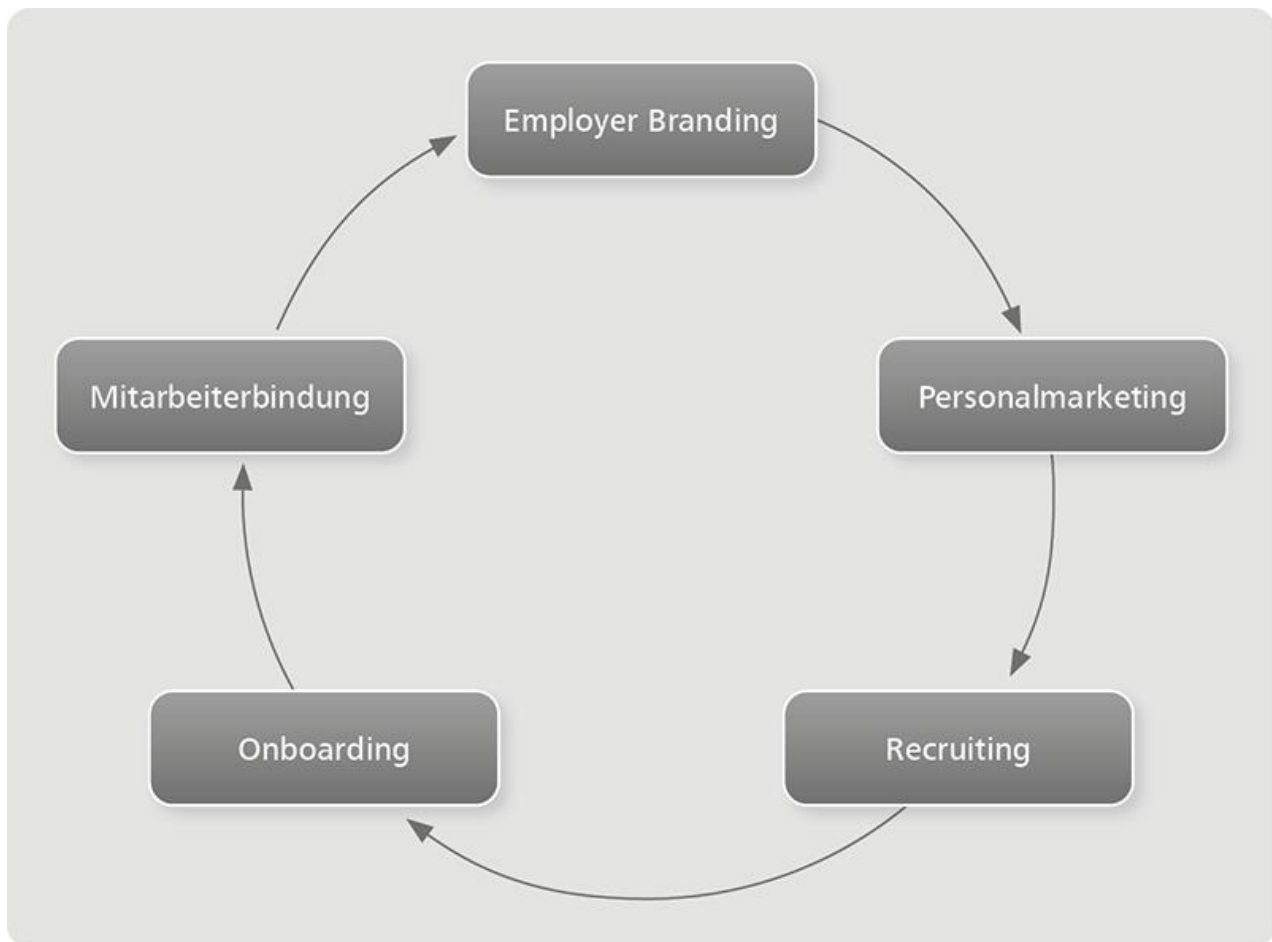 Employer Branding
Personalmarketing
Recruiting
Onboarding
Mitarbeiterbindung